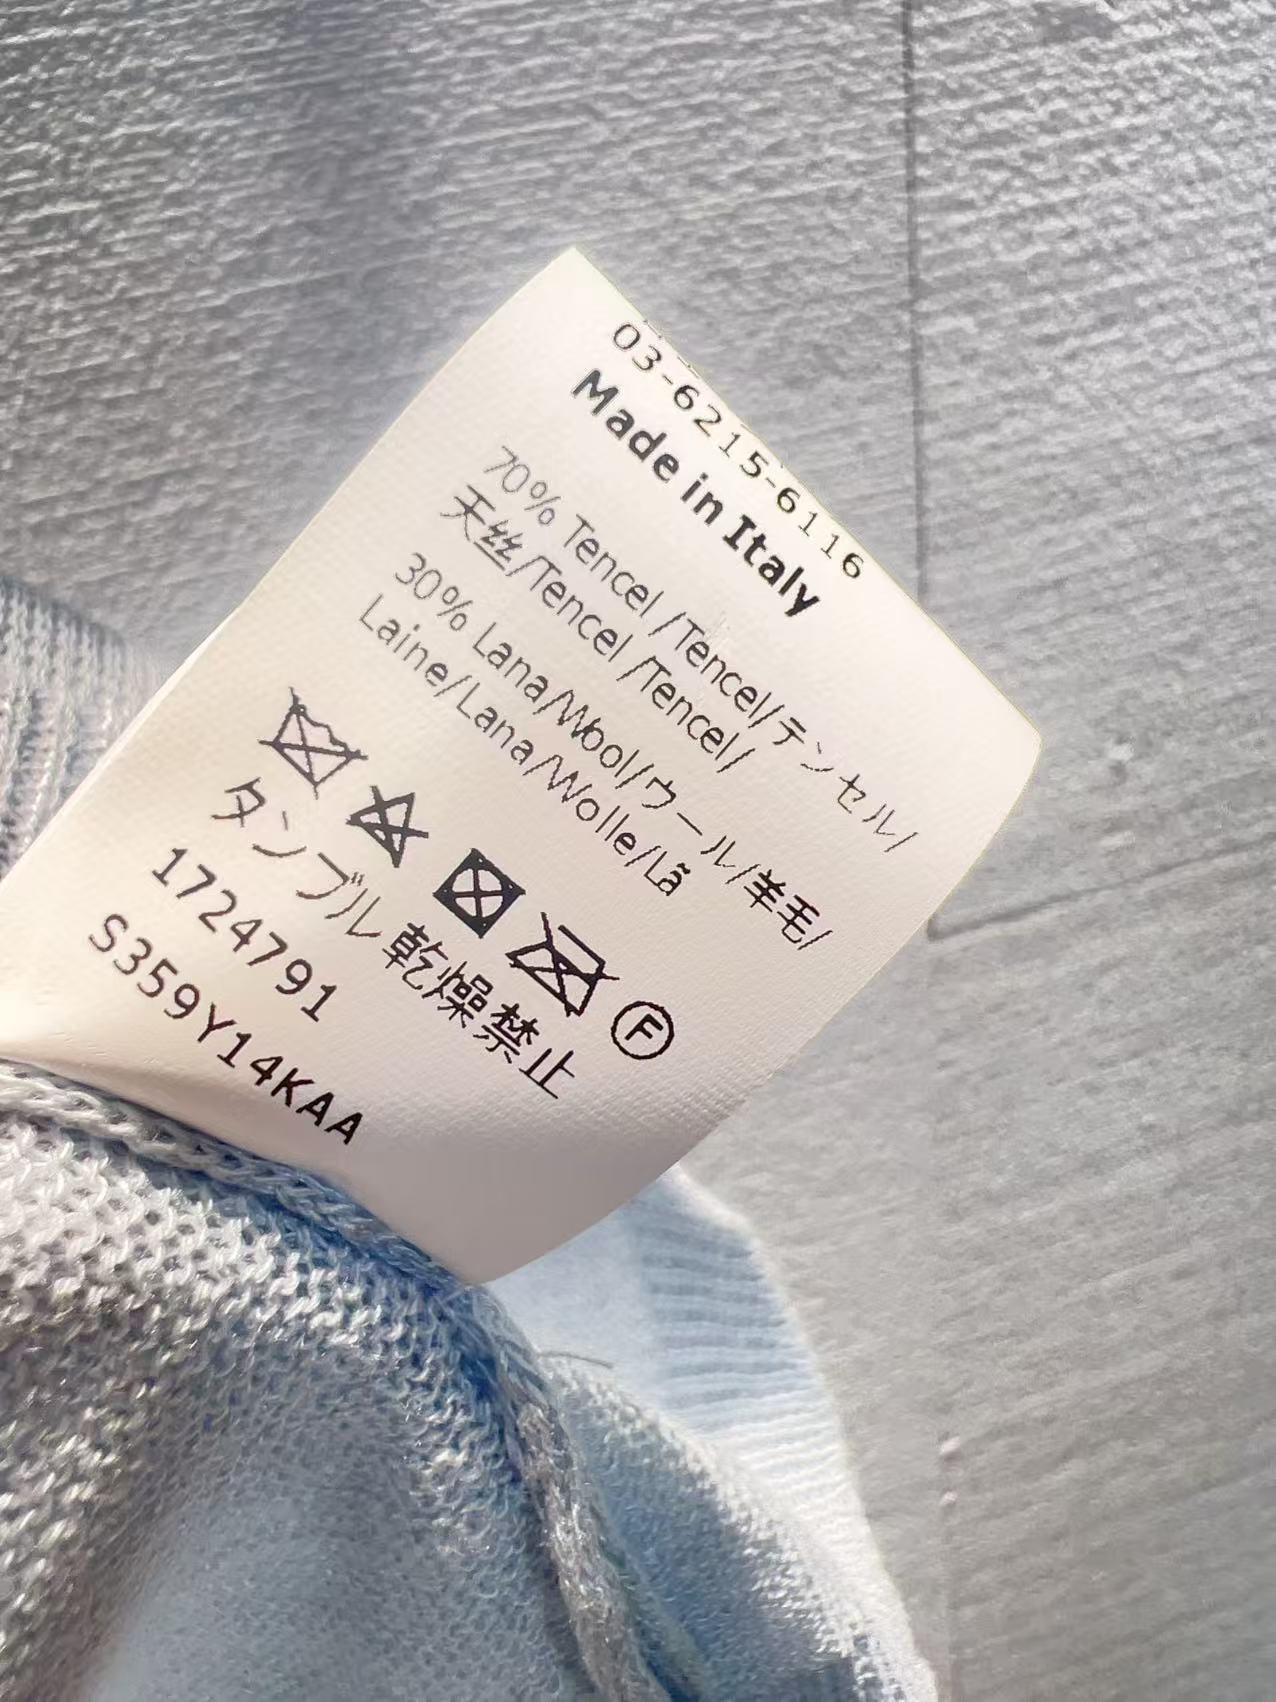 03-6215-6116
Made in Italy
70% Tencel /Tencel/テンセル/
天丝/Tencel /Tencel/
30% Lana/Wool/ウール/羊毛/
Laine/Lana/Wolle/Lã
F
タンブル乾燥禁止
1724791
S359Y14KAA